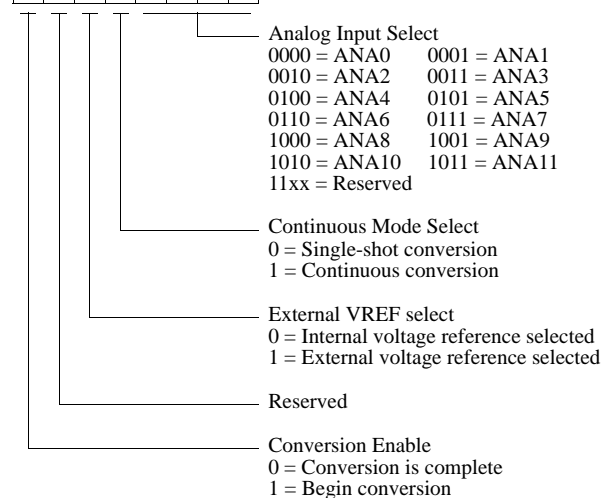 Analog Input Select
0000 = ANA0 0001 = ANA1
0010 = ANA2 0011 = ANA3
0100 = ANA4 0101 = ANA5
0110 = ANA6 0111 = ANA7
1000 = ANA8 1001 = ANA9
1010 = ANA10 1011 = ANA11
11xx = Reserved
Continuous Mode Select
0 = Single-shot conversion
1 = Continuous conversion
External VREF select
0 = Internal voltage reference selected
1 = External voltage reference selected
Reserved
Conversion Enable
0 = Conversion is complete
1 = Begin conversion